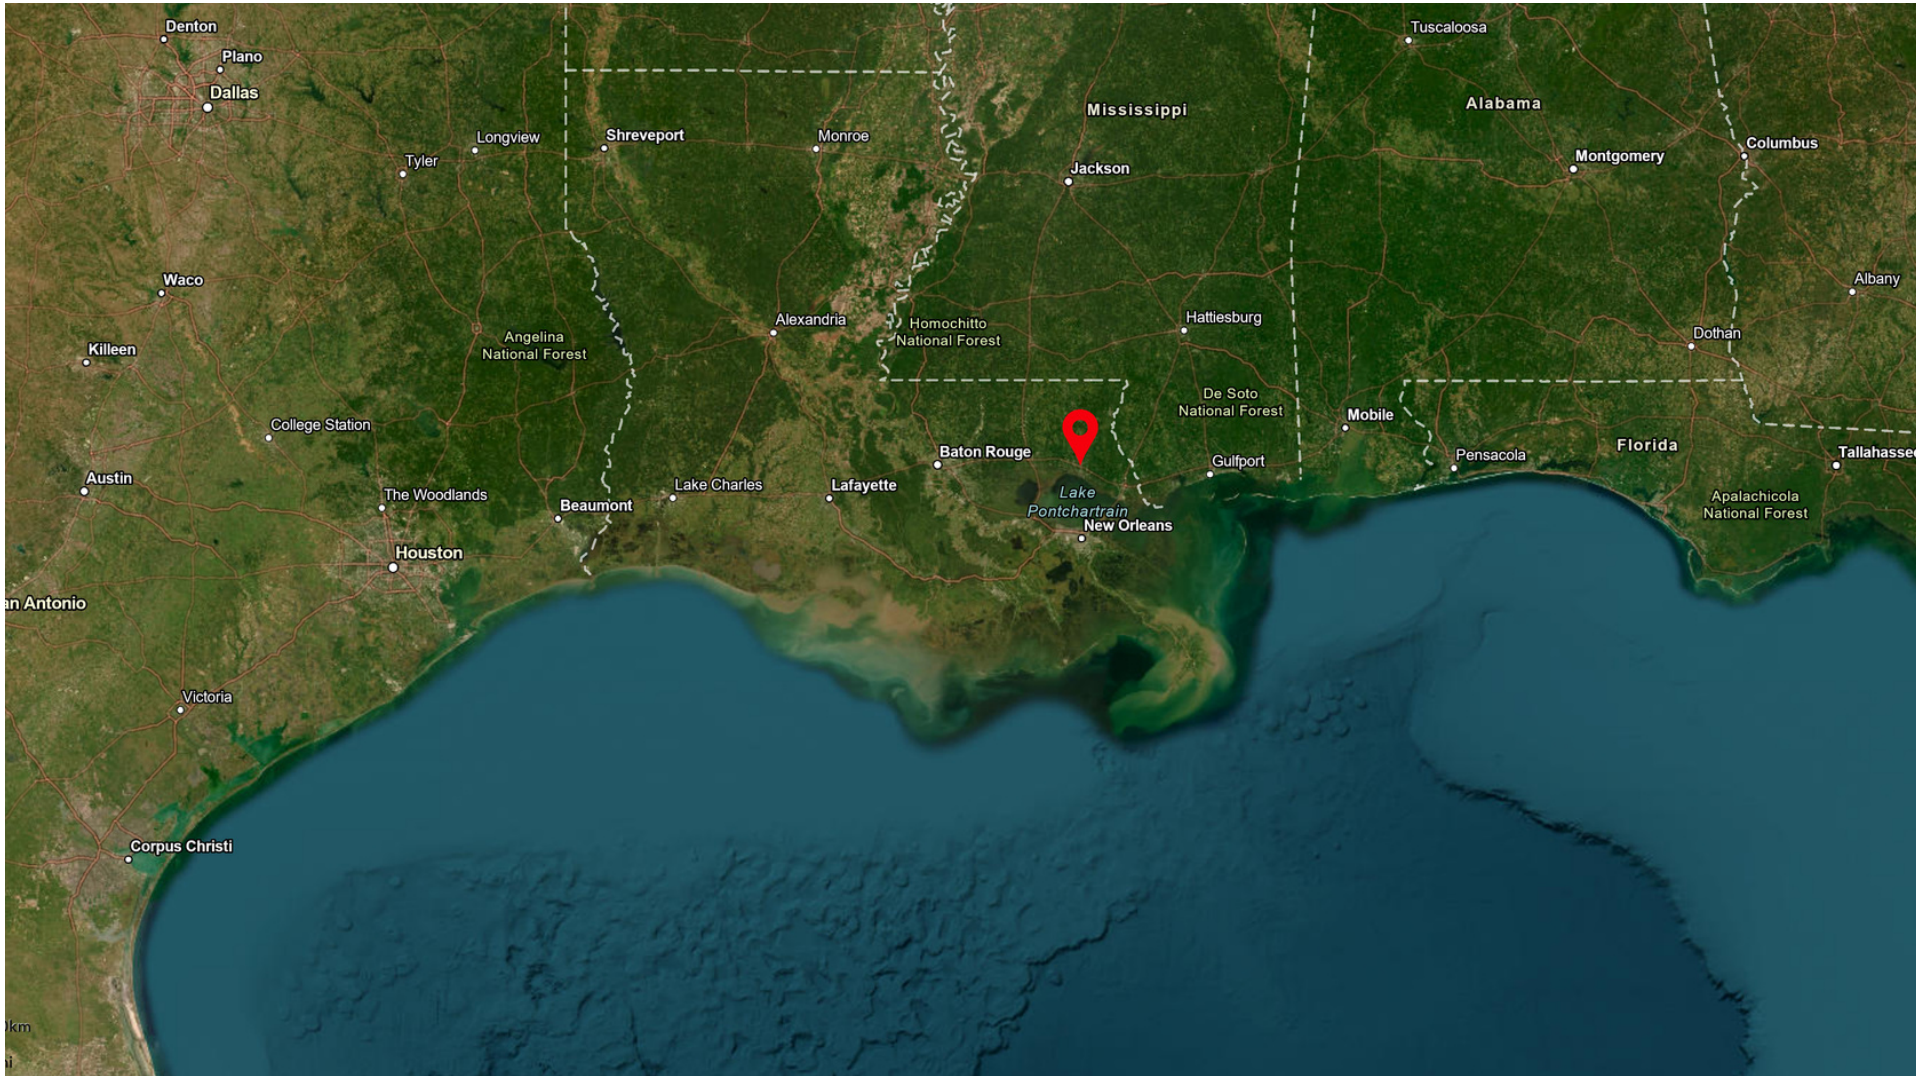 Denton
Tuscaloosa
Plano
Dallas
Mississippi
Alabama
Longview
Shreveport
Monroe
Columbus
Tyler
Jackson
Montgomery
Waco
Albany
Alexandria
Homochitto
National Forest
Hattiesburg
Angelina
National Forest
Dothan
Killeen
De Soto
National Forest
College Station
Mobile
Florida
Baton Rouge
Gulfport
Pensacola
Tallahassee
Austin
The Woodlands
Lake Charles
Lafayette
Lake
Pontchartrain
Apalachicola
National Forest
Beaumont
New Orleans
Houston
an Antonio
Victoria
Corpus Christi
km